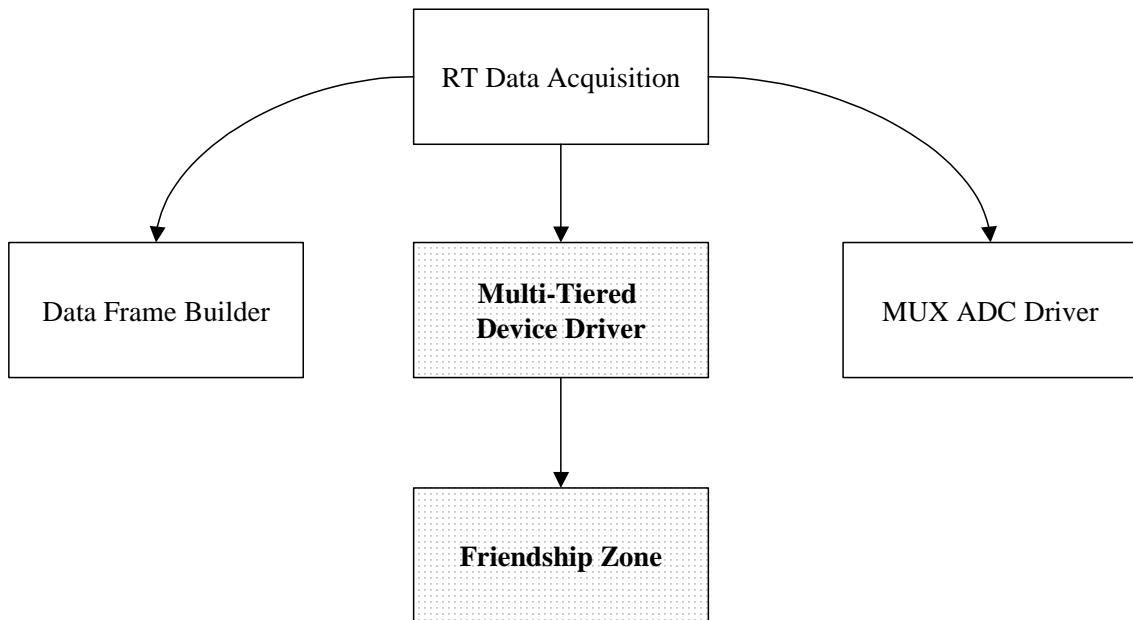 RT Data Acquisition
Data Frame Builder
Multi-Tiered
Device Driver
MUX ADC Driver
Friendship Zone